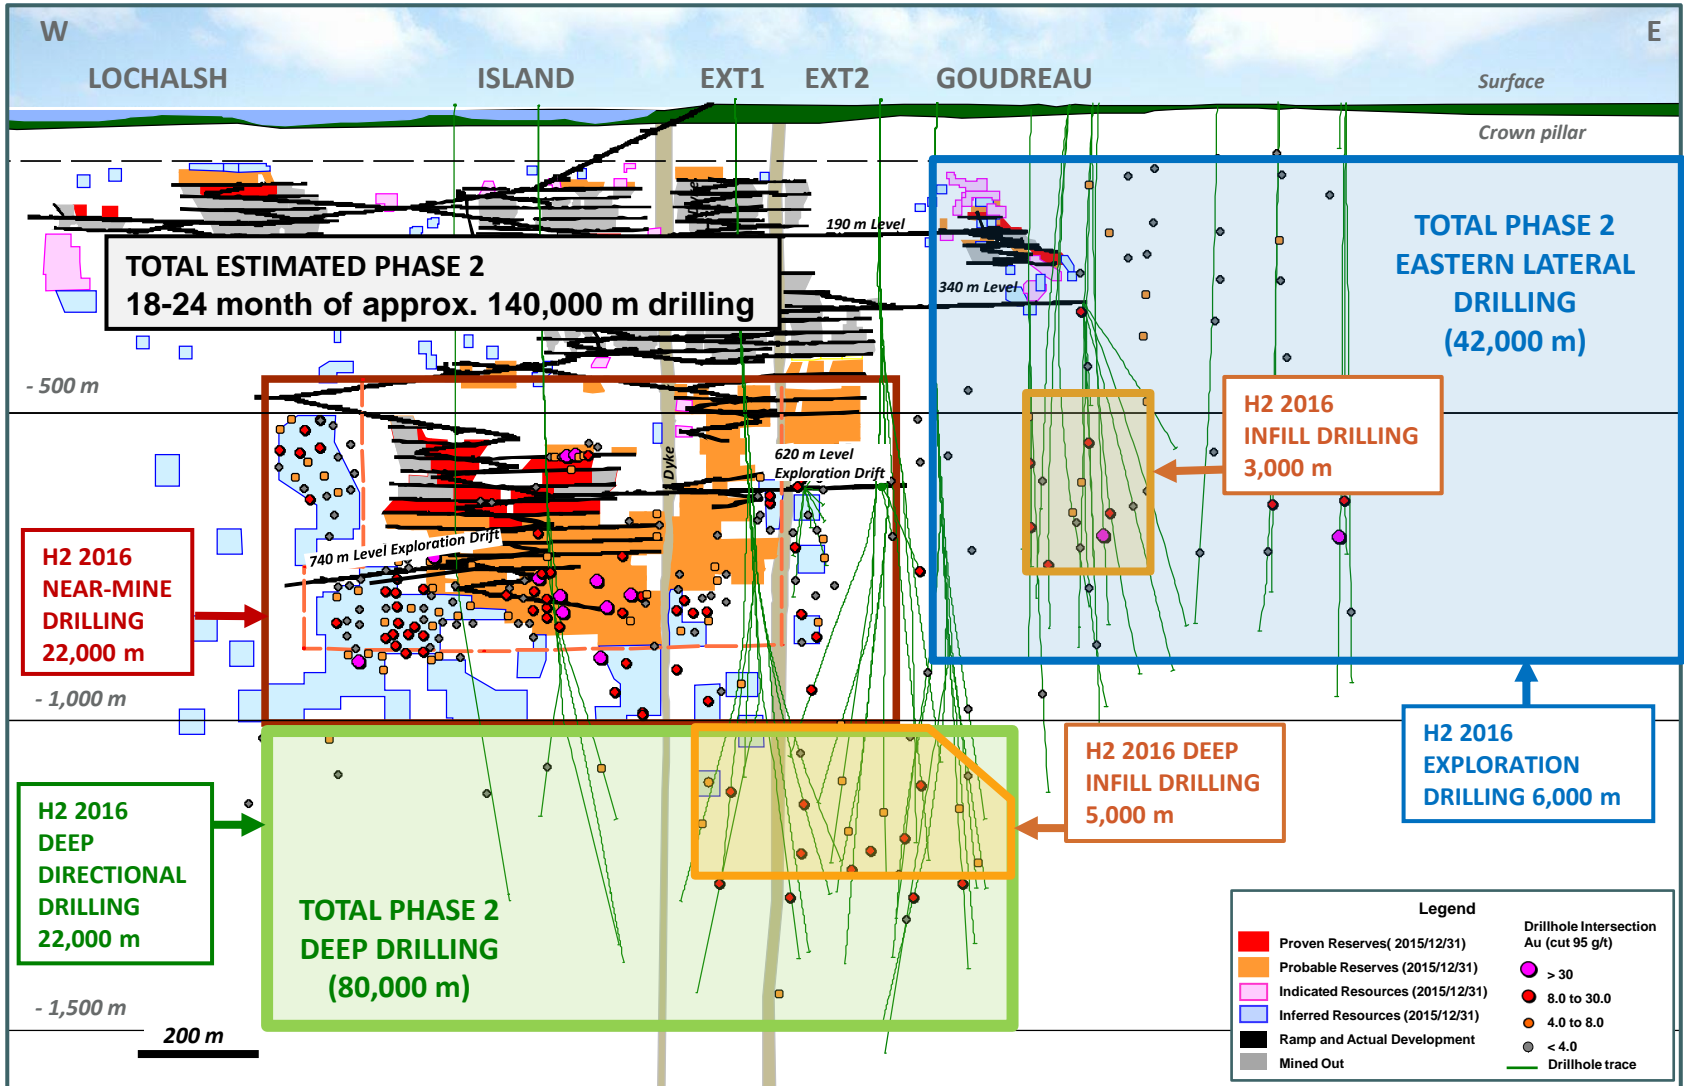 W
E
LOCHALSH
ISLAND
EXT1
EXT2
GOUDREAU
Surface
Crown pillar
190 m Level
340 m Level
TOTAL ESTIMATED PHASE 2
18-24 month of approx. 140,000 m drilling
TOTAL PHASE 2
EASTERN LATERAL
DRILLING
(42,000 m)
- 500 m
H2 2016
INFILL DRILLING
3,000 m
Dyke
620 m Level
Exploration Drift
740 m Level Exploration Drift
H2 2016
NEAR-MINE
DRILLING
22,000 m
- 1,000 m
H2 2016 DEEP
INFILL DRILLING
5,000 m
H2 2016
EXPLORATION
DRILLING 6,000 m
H2 2016
DEEP
DIRECTIONAL
DRILLING
22,000 m
TOTAL PHASE 2
DEEP DRILLING
(80,000 m)
- 1,500 m
200 m
Legend
Proven Reserves( 2015/12/31)
Probable Reserves (2015/12/31)
Indicated Resources (2015/12/31)
Inferred Resources (2015/12/31)
Ramp and Actual Development
Mined Out
Drillhole Intersection
Au (cut 95 g/t)
> 30
8.0 to 30.0
4.0 to 8.0
< 4.0
Drillhole trace